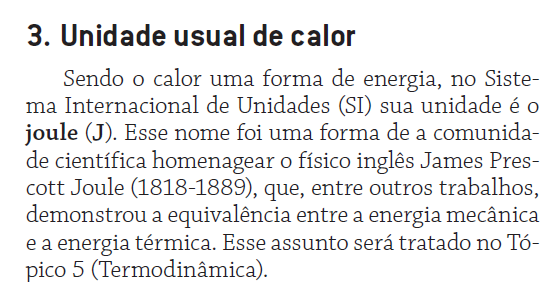 3. Unidade usual de calor
Sendo o calor uma forma de energia, no Siste-
ma Internacional de Unidades (SI) sua unidade é o
joule (J). Esse nome foi uma forma de a comunida-
de científica homenagear o físico inglês James Pres-
cott Joule (1818-1889), que, entre outros trabalhos,
demonstrou a equivalência entre a energia mecânica
e a energia térmica. Esse assunto será tratado no Tó-
pico 5 (Termodinâmica).